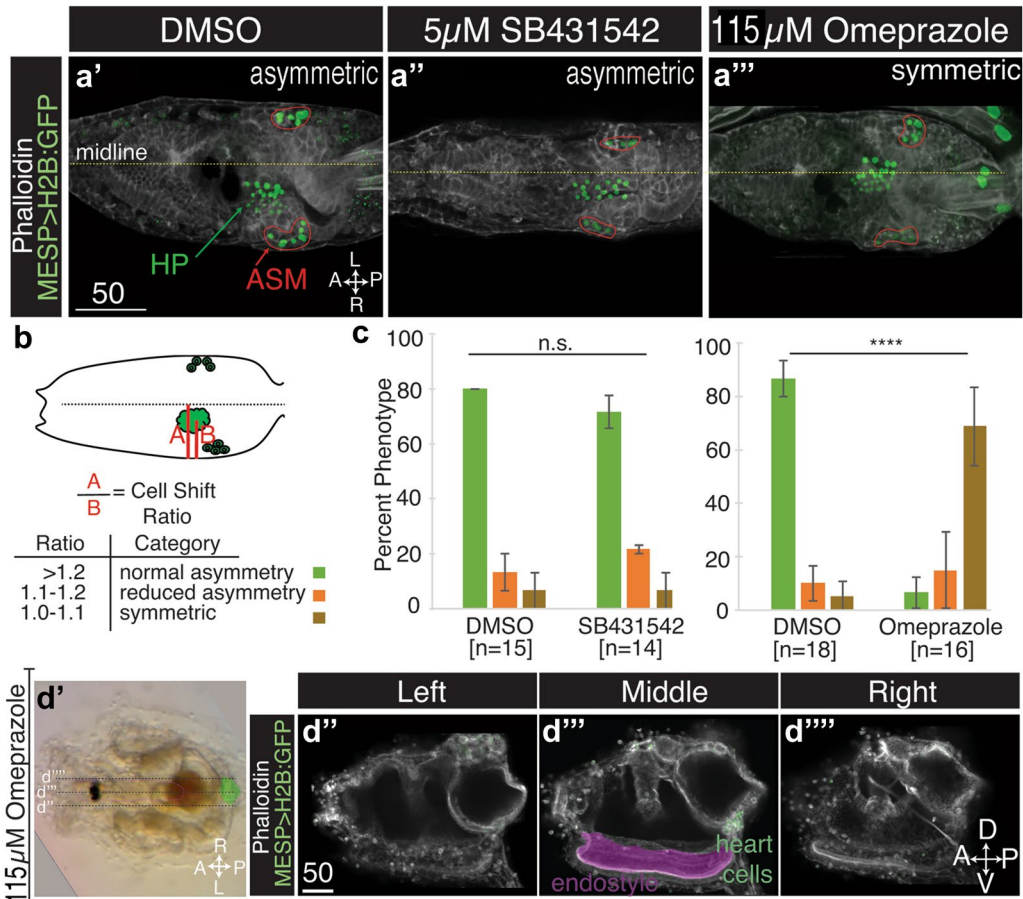 DMSO
5µM SB431542
115 µM Omeprazole
Phalloidin
MESP>H2B:GFP
a'
asymmetric
midline
HP
ASM
50
L
A P
R
a''
asymmetric
a'''
symmetric
b
A B
A
B
= Cell Shift
Ratio
Ratio Category
>1.2 normal asymmetry
1.1-1.2 reduced asymmetry
1.0-1.1 symmetric
c
Percent Phenotype
100
80
60
40
20
0
n.s.
DMSO
[n=15]
SB431542
[n=14]
100
80
60
40
20
0
****
DMSO
[n=18]
Omeprazole
[n=16]
115µM Omeprazole
d'
d''''
d'''
d''
R
A P
L
Phalloidin
MESP>H2B:GFP
Left
Middle
Right
d''
50
d'''
heart
cells
endostyle
d''''
D
A P
V